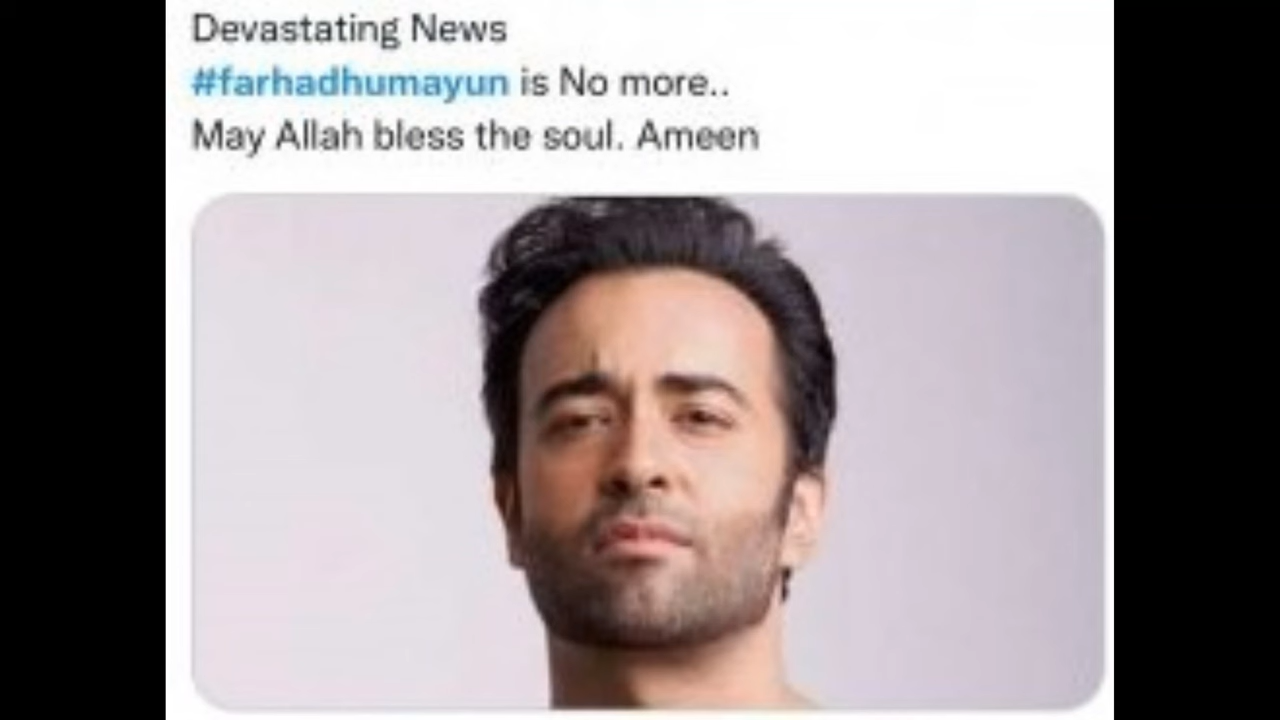 Devastating News
#farhadhumayun is No more..
May Allah bless the soul. Ameen